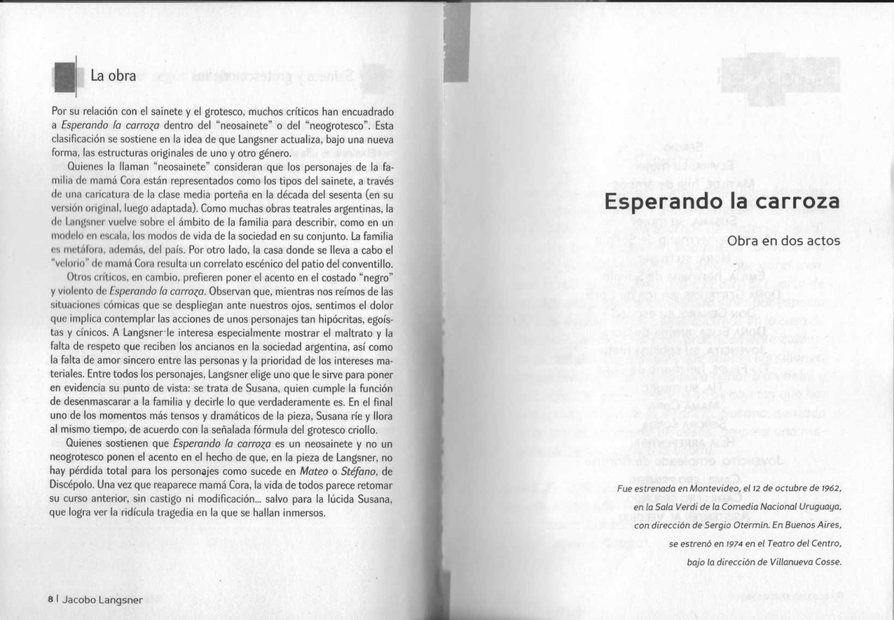 La obra
Por su relación con el sainete y el grotesco, muchos críticos han encuadrado
a Esperando la carroza dentro del "neosainete" o del "neogrotesco". Esta
clasificación se sostiene en la idea de que Langsner actualiza, bajo una nueva
forma, las estructuras originales de uno y otro género.
Quienes la llaman "neosainete" consideran que los personajes de la fa-
milia de mamá Cora están representados como los tipos del sainete, a través
de una caricatura de la clase media porteña en la década del sesenta (en su
versión original, luego adaptada). Como muchas obras teatrales argentinas, la
de Langsner vuelve sobre el ámbito de la familia para describir, como en un
modelo en escala, los modos de vida de la sociedad en su conjunto. La familia
es metáfora, además, del país. Por otro lado, la casa donde se lleva a cabo el
"velorio" de mamá Cora resulta un correlato escénico del patio del conventillo.
Otros críticos, en cambio, prefieren poner el acento en el costado "negro"
y violento de Esperando la carroza. Observan que, mientras nos reímos de las
situaciones cómicas que se despliegan ante nuestros ojos, sentimos el dolor
que implica contemplar las acciones de unos personajes tan hipócritas, egoís-
tas y cínicos. A Langsner le interesa especialmente mostrar el maltrato y la
falta de respeto que reciben los ancianos en la sociedad argentina, así como
la falta de amor sincero entre las personas y la prioridad de los intereses ma-
teriales. Entre todos los personajes, Langsner elige uno que le sirve para poner
en evidencia su punto de vista: se trata de Susana, quien cumple la función
de desenmascarar a la familia y decirle lo que verdaderamente es. En el final
uno de los momentos más tensos y dramáticos de la pieza, Susana ríe y llora
al mismo tiempo, de acuerdo con la señalada fórmula del grotesco criollo.
Quienes sostienen que Esperando la carroza es un neosainete y no un
neogrotesco ponen el acento en el hecho de que, en la pieza de Langsner, no
hay pérdida total para los personajes como sucede en Mateo o Stéfano, de
Discépolo. Una vez que reaparece mamá Cora, la vida de todos parece retomar
su curso anterior, sin castigo ni modificación... salvo para la lúcida Susana,
que logra ver la ridícula tragedia en la que se hallan inmersos.
8 | Jacobo Langsner
Esperando la carroza
Obra en dos actos
Fue estrenada en Montevideo, el 12 de octubre de 1962,
en la Sala Verdi de la Comedia Nacional Uruguaya,
con dirección de Sergio Otermin. En Buenos Aires,
se estrenó en 1974 en el Teatro del Centro,
bajo la dirección de Villanueva Cosse.